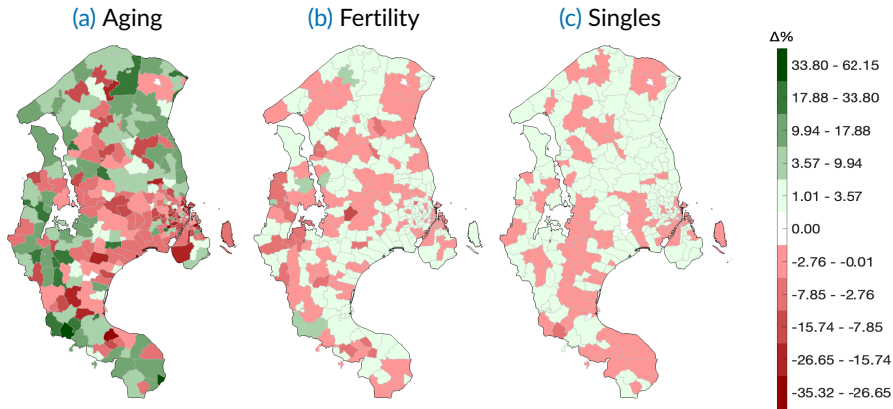 (a) Aging
(b) Fertility
(c) Singles
Δ%
33.80 - 62.15
17.88 - 33.80
9.94 - 17.88
3.57 - 9.94
1.01 - 3.57
0.00
-2.76 - -0.01
-7.85 - -2.76
-15.74 - -7.85
-26.65 - -15.74
-35.32 - -26.65